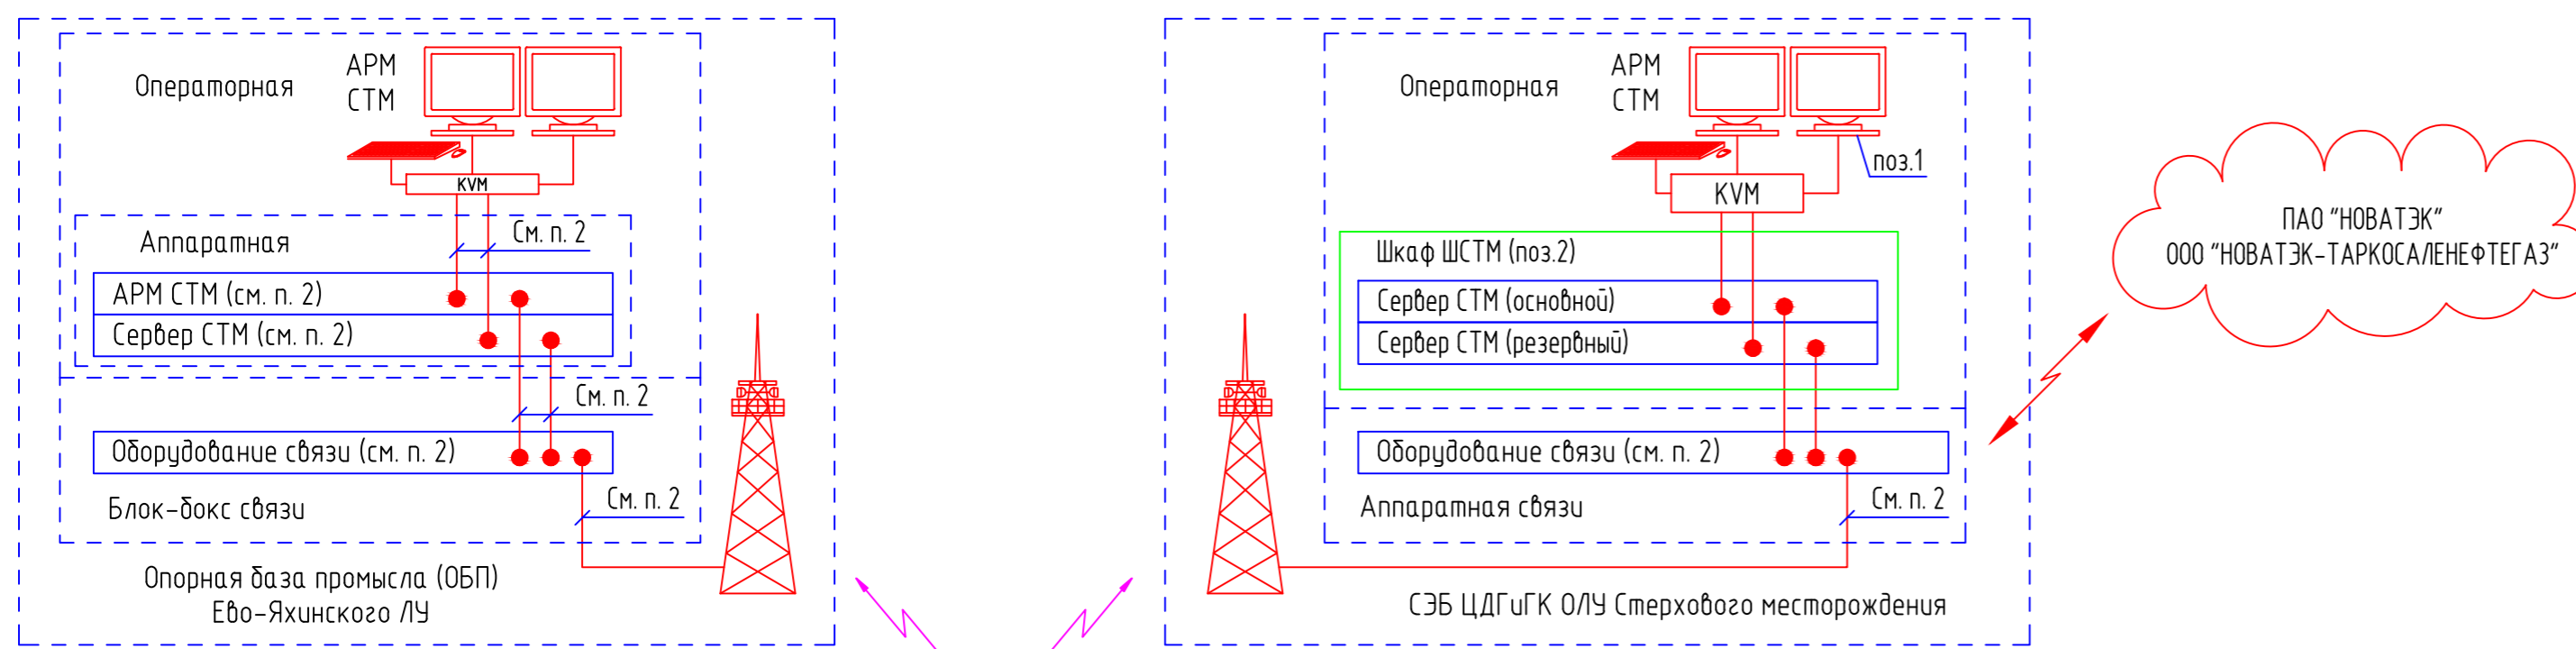 Операторная
АРМ
СТМ
KVM
См. п. 2
Аппаратная
АРМ СТМ (см. п. 2)
Сервер СТМ (см. п. 2)
См. п. 2
Оборудование связи (см. п. 2)
См. п. 2
Блок-бокс связи
Опорная база промысла (ОБП)
Ево-Яхинского ЛУ
Операторная
АРМ
СТМ
поз.1
KVM
Шкаф ШСТМ (поз.2)
Сервер СТМ (основной)
Сервер СТМ (резервный)
Оборудование связи (см. п. 2)
См. п. 2
Аппаратная связи
СЭБ ЦДГиГК ОЛУ Стерхового месторождения
ПАО "НОВАТЭК"
ООО "НОВАТЭК-ТАРКОСАЛЕНЕФТЕГАЗ"